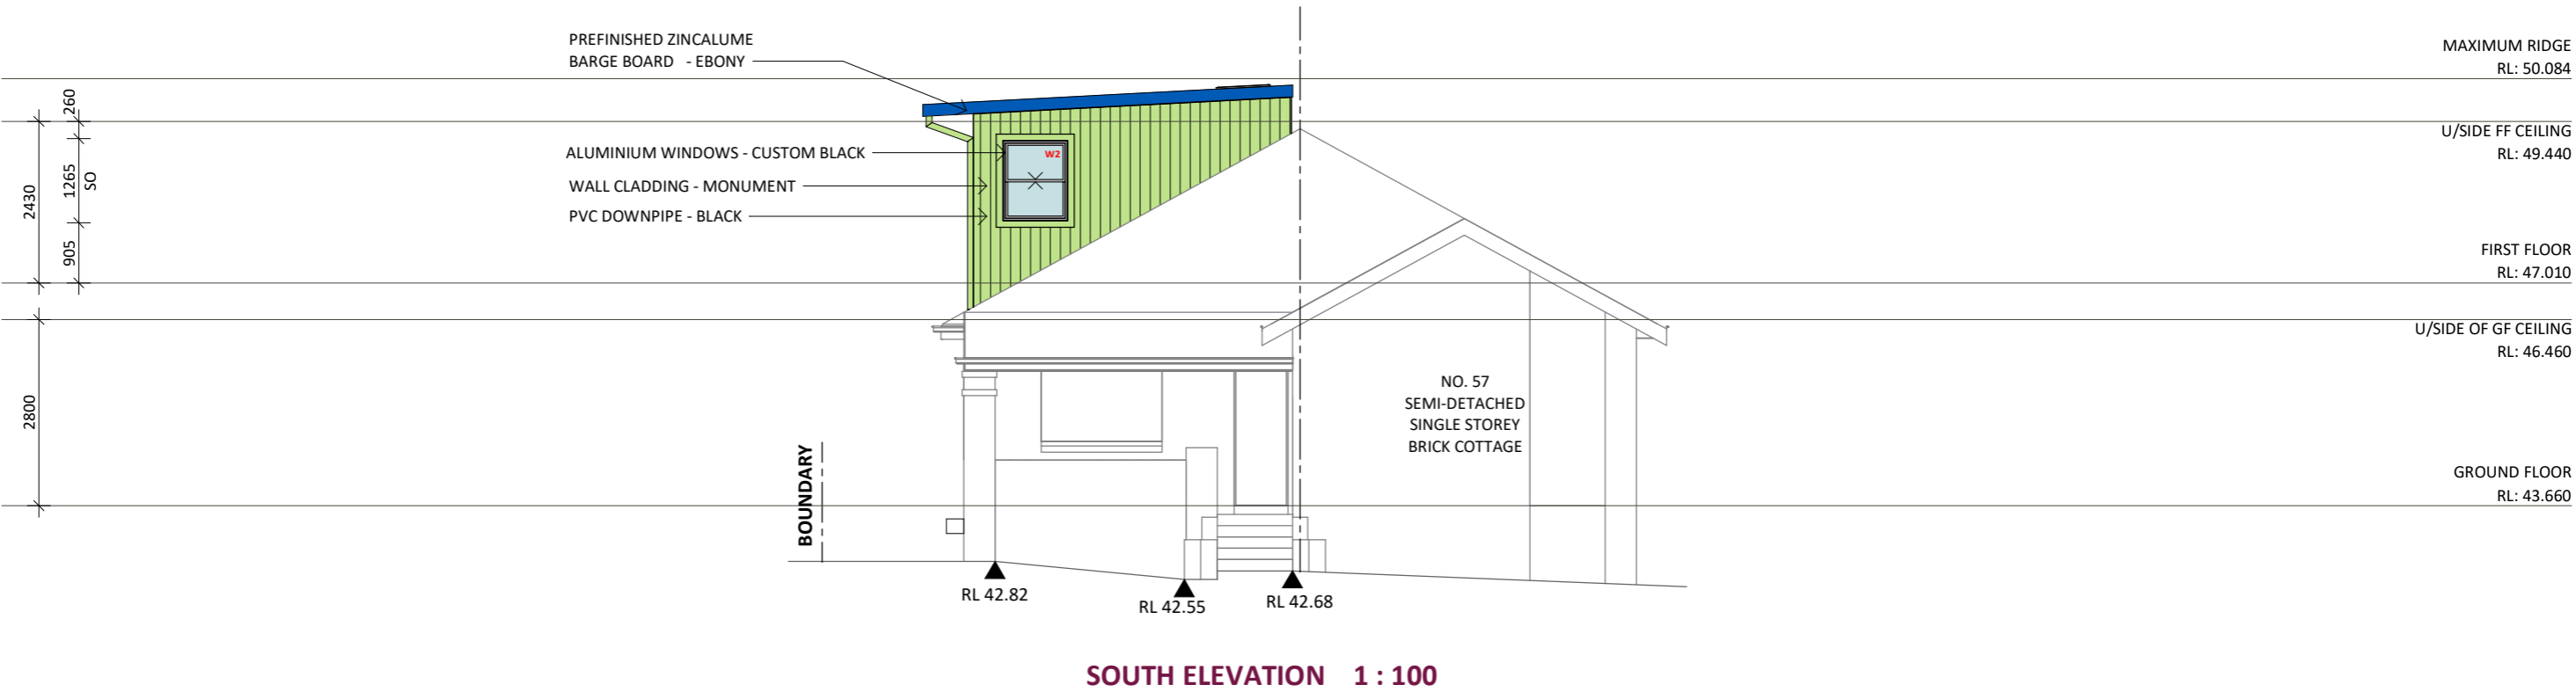 PREFINISHED ZINCALUME
BARGE BOARD - EBONY
MAXIMUM RIDGE
RL: 50.084
260
U/SIDE FF CEILING
RL: 49.440
ALUMINIUM WINDOWS - CUSTOM BLACK
W2
WALL CLADDING - MONUMENT
PVC DOWNPIPE - BLACK
2430
1265
SO
905
FIRST FLOOR
RL: 47.010
U/SIDE OF GF CEILING
RL: 46.460
2800
NO. 57
SEMI-DETACHED
SINGLE STOREY
BRICK COTTAGE
BOUNDARY
GROUND FLOOR
RL: 43.660
RL 42.82
RL 42.55
RL 42.68
SOUTH ELEVATION 1 : 100